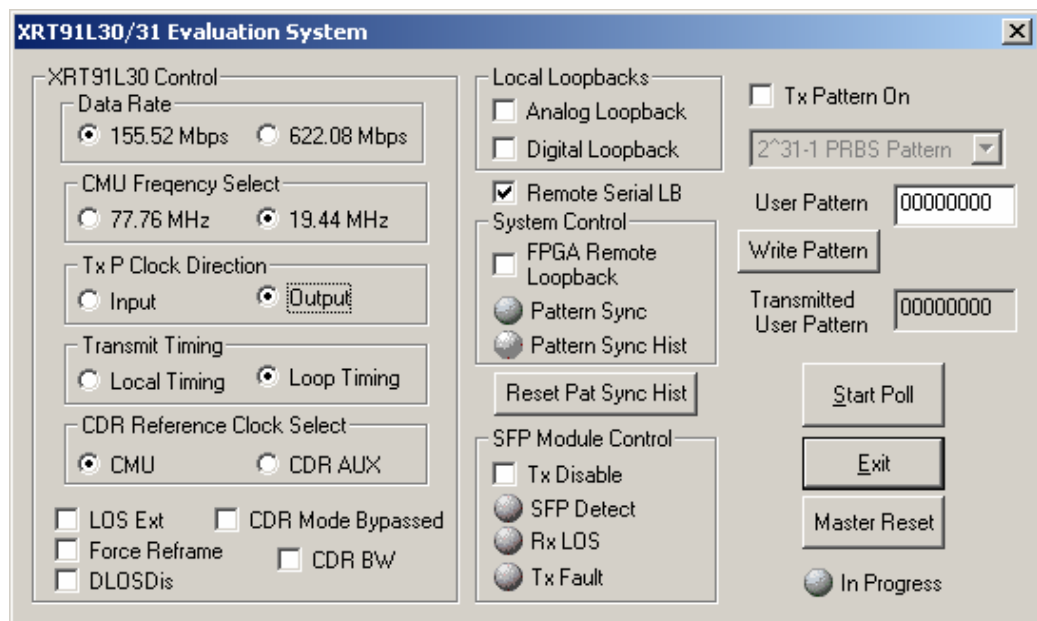 XRT91L30/31 Evaluation System
XRT91L30 Control
Data Rate
155.52 Mbps 622.08 Mbps
CMU Freqency Select
77.76 MHz 19.44 MHz
Tx P Clock Direction
Input Output
Transmit Timing
Local Timing Loop Timing
CDR Reference Clock Select
CMU CDR AUX
LOS Ext CDR Mode Bypassed
Force Reframe
CDR BW
DLOSDis
Local Loopbacks
Analog Loopback
Digital Loopback
Remote Serial LB
System Control
FPGA Remote
Loopback
Pattern Sync
Pattern Sync Hist
Reset Pat Sync Hist
SFP Module Control
Tx Disable
SFP Detect
Rx LOS
Tx Fault
Tx Pattern On
2^31-1 PRBS Pattern
User Pattern 00000000
Write Pattern
Transmitted
User Pattern 00000000
Start Poll
Exit
Master Reset
In Progress